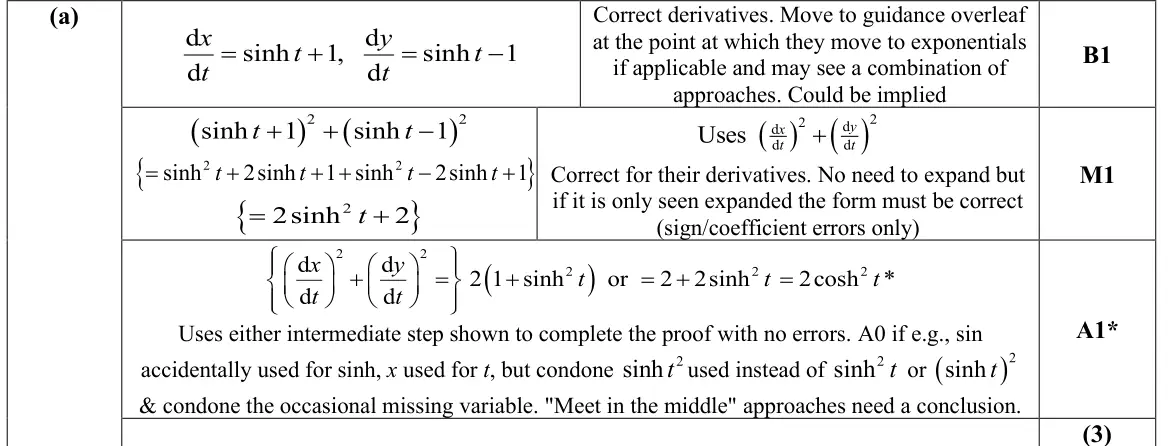 (a)
dx/dt = sinh t + 1, dy/dt = sinh t − 1
Correct derivatives. Move to guidance overleaf
at the point at which they move to exponentials
if applicable and may see a combination of
approaches. Could be implied
B1
(sinh t + 1)² + (sinh t − 1)²
{= sinh² t + 2 sinh t + 1 + sinh² t − 2 sinh t + 1}
{= 2 sinh² t + 2}
Uses (dx/dt)² + (dy/dt)²
Correct for their derivatives. No need to expand but
if it is only seen expanded the form must be correct
(sign/coefficient errors only)
M1
{(dx/dt)² + (dy/dt)² =} 2(1 + sinh² t) or = 2 + 2 sinh² t = 2 cosh² t *
Uses either intermediate step shown to complete the proof with no errors. A0 if e.g., sin
accidentally used for sinh, x used for t, but condone sinh t² used instead of sinh² t or (sinh t)²
& condone the occasional missing variable. "Meet in the middle" approaches need a conclusion.
A1*
(3)